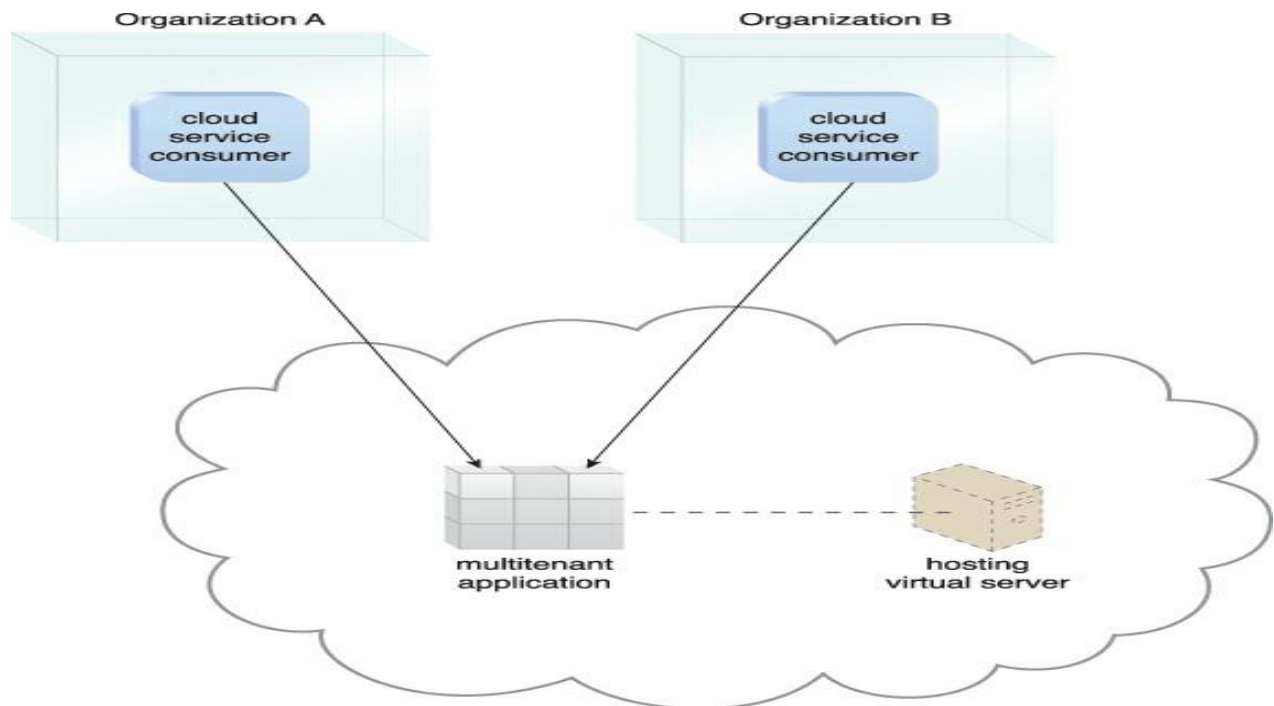 Organization A
Organization B
cloud
service
consumer
cloud
service
consumer
multitenant
application
hosting
virtual server